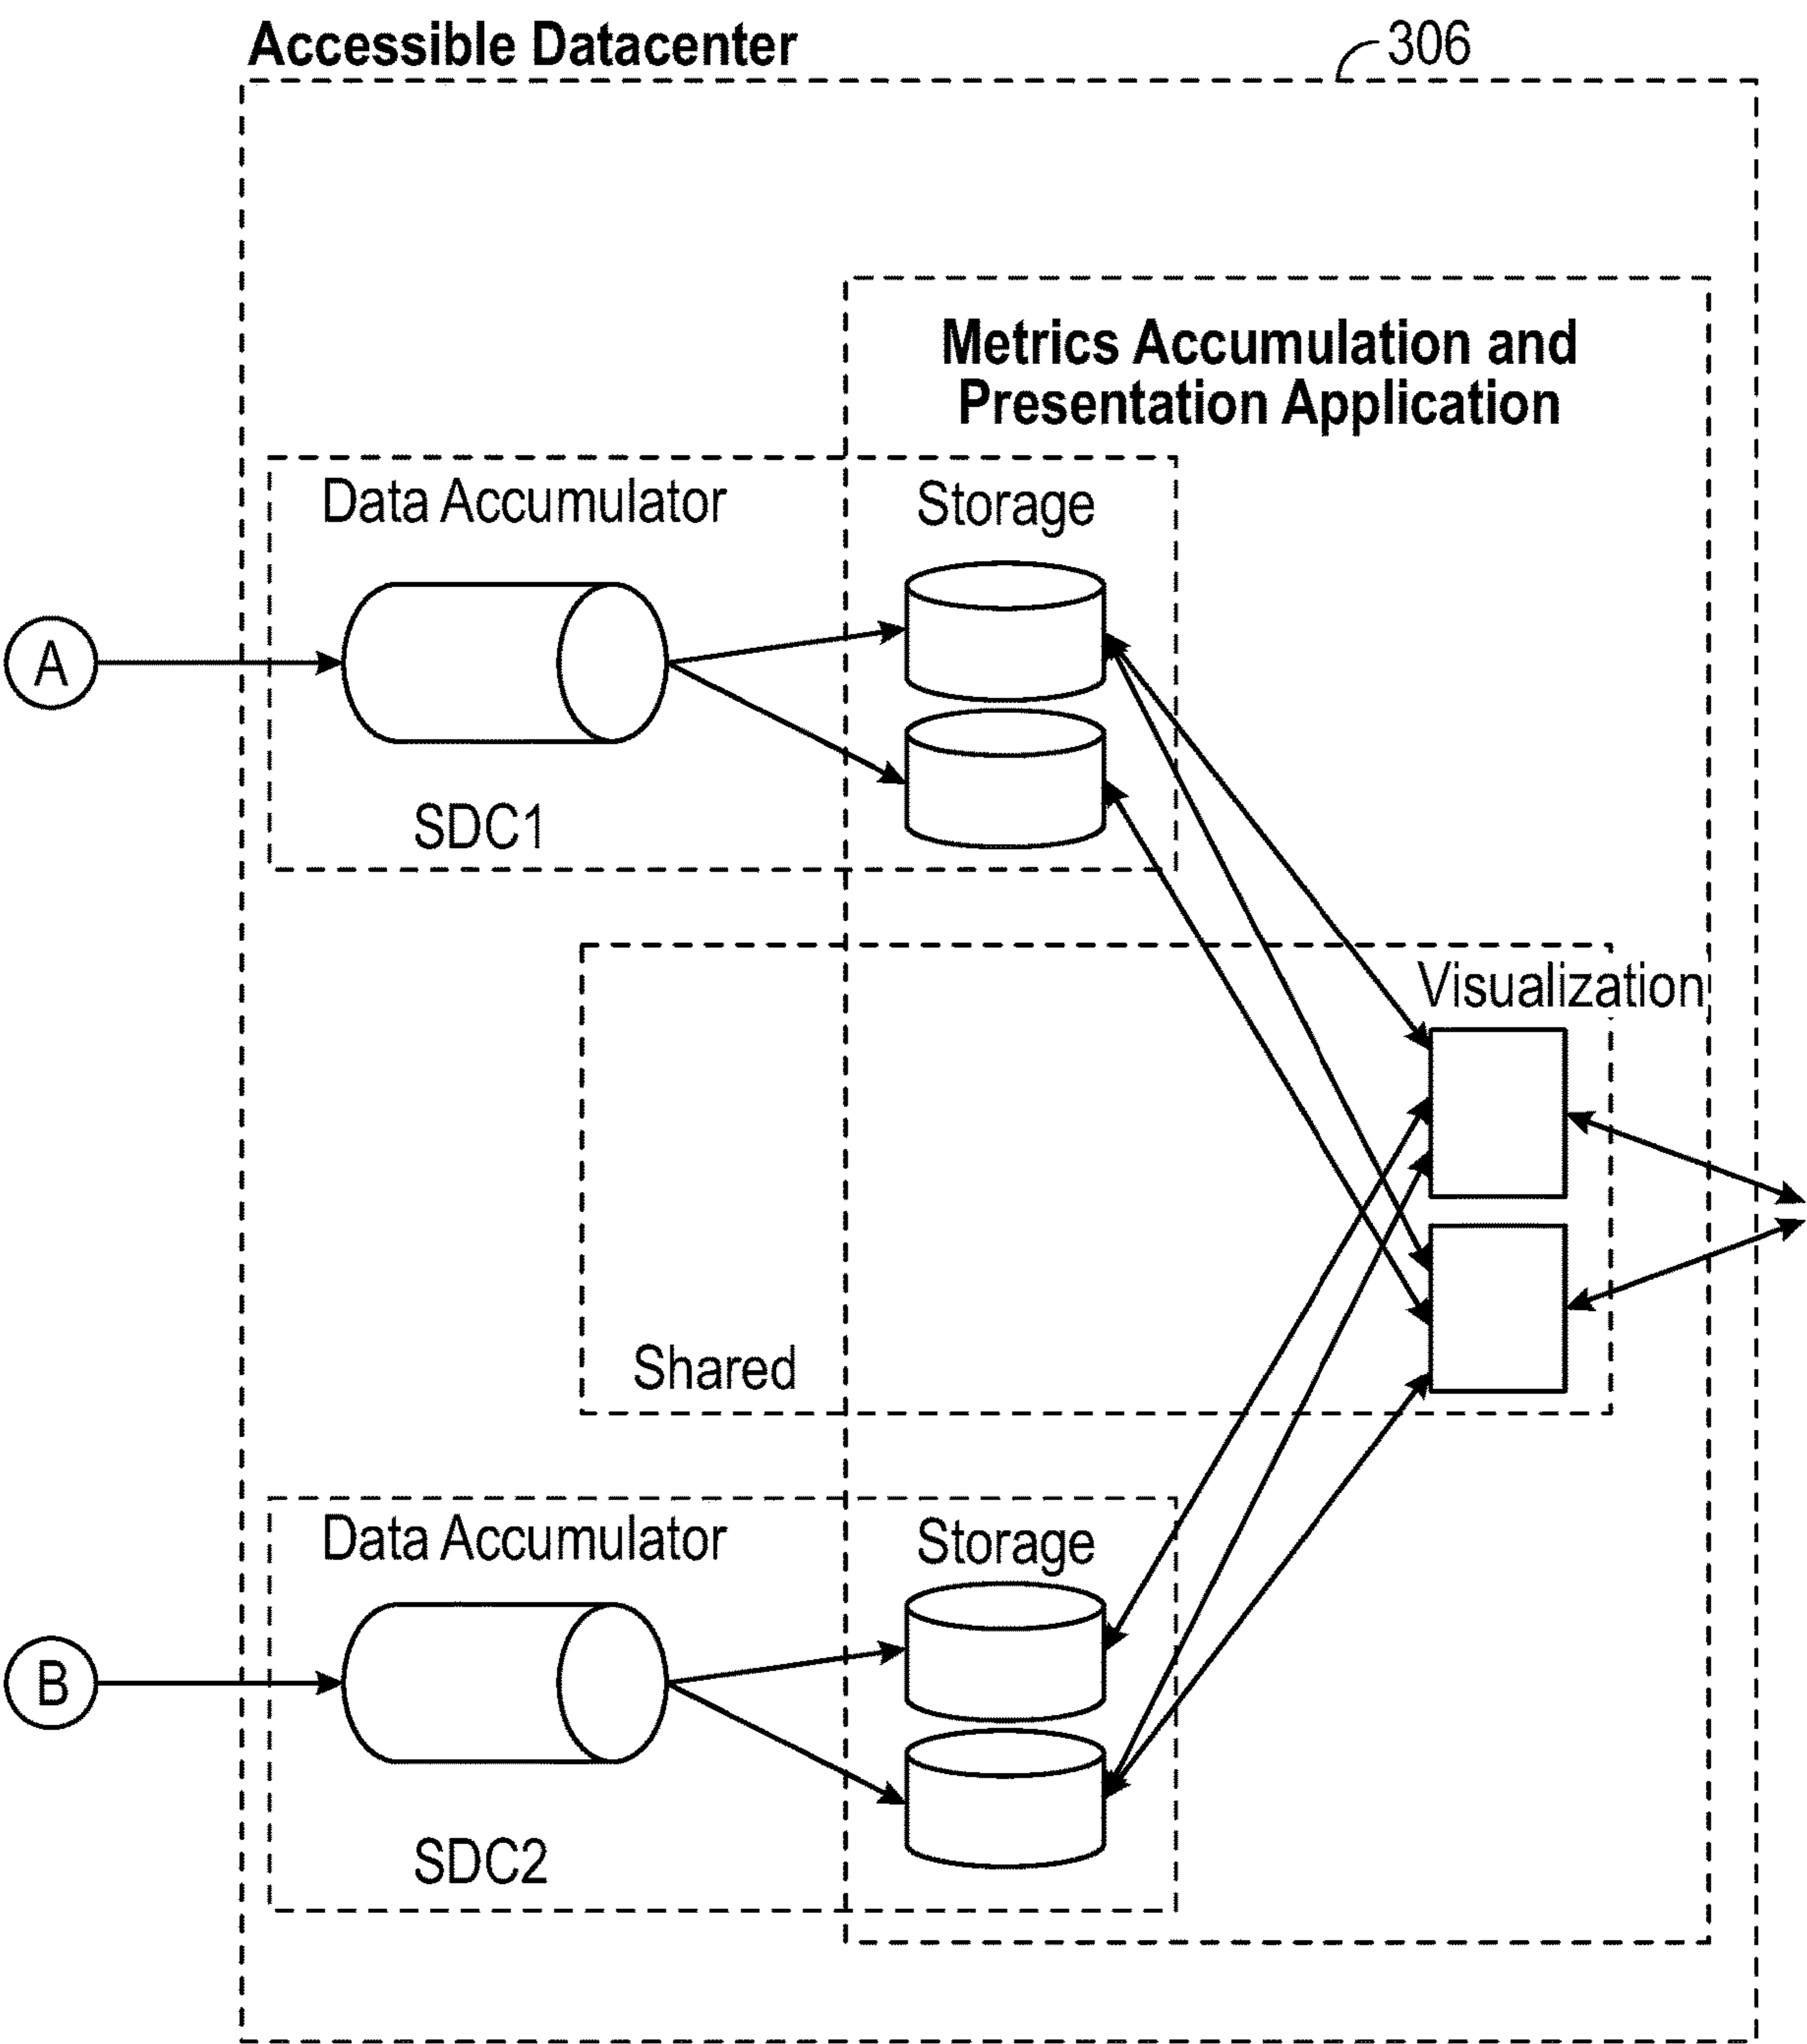 Accessible Datacenter
306
Metrics Accumulation and
Presentation Application
Data Accumulator
Storage
A
SDC1
Visualization
Shared
Data Accumulator
Storage
B
SDC2